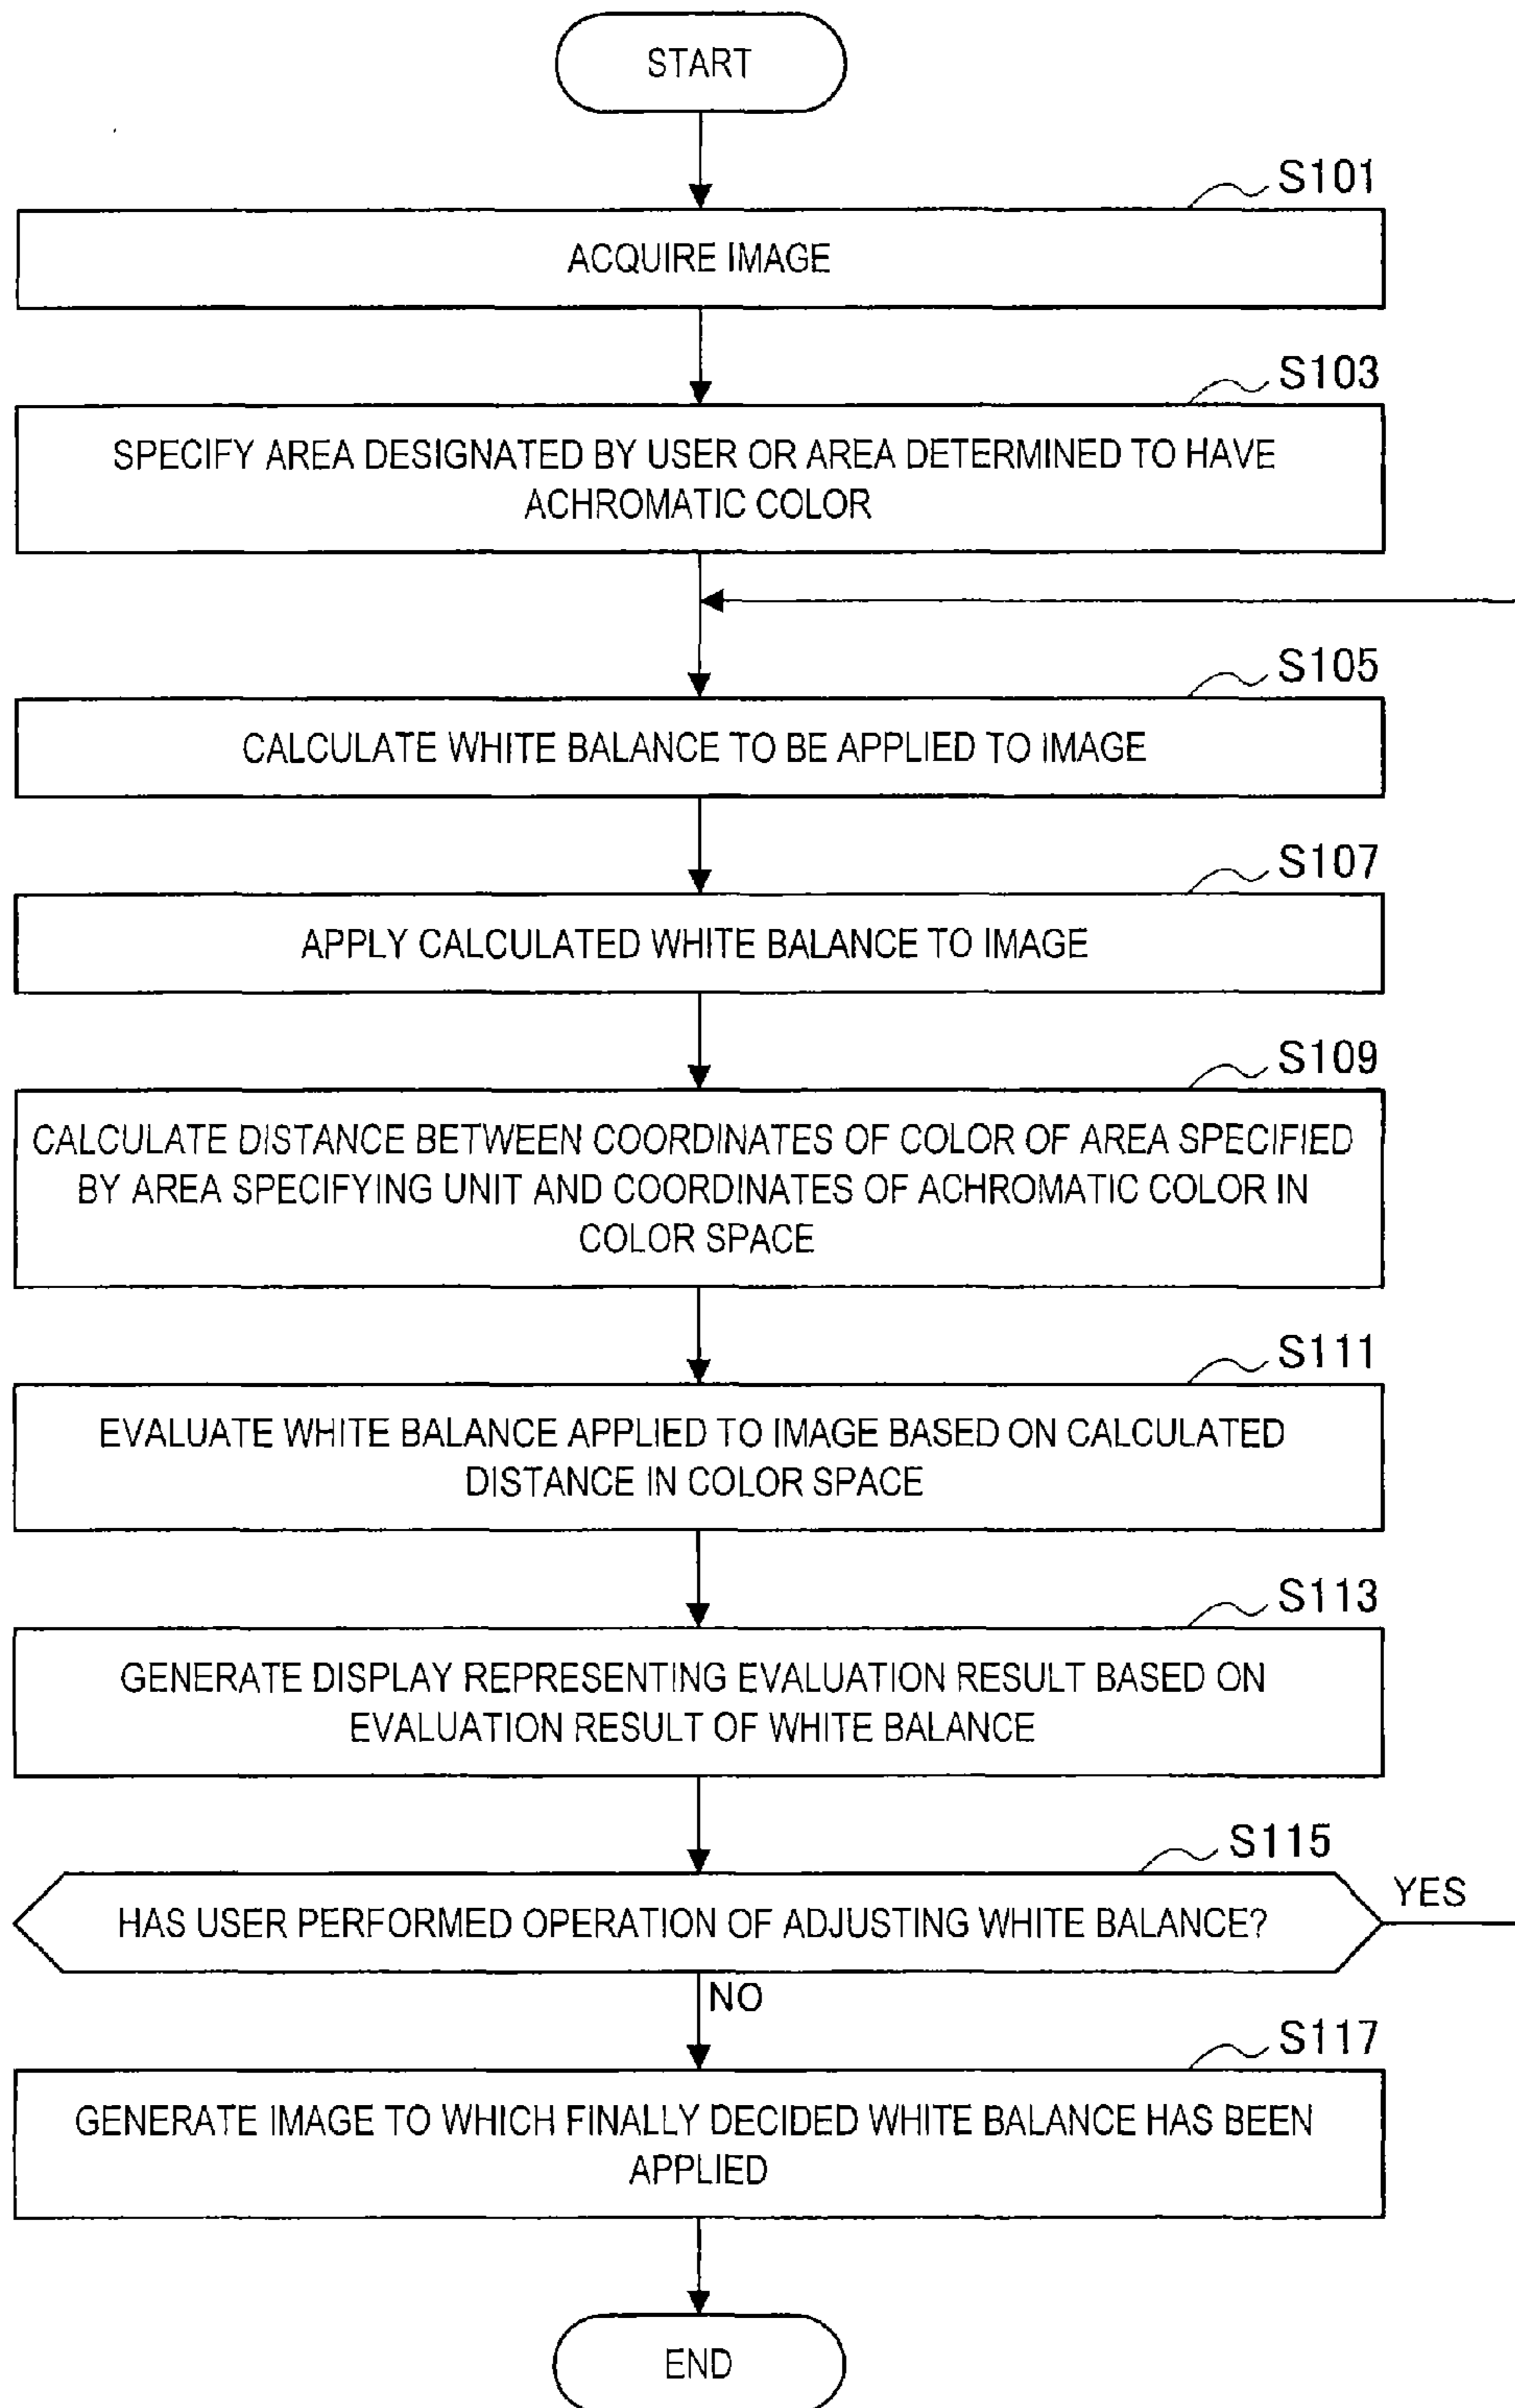 START
S101
ACQUIRE IMAGE
S103
SPECIFY AREA DESIGNATED BY USER OR AREA DETERMINED TO HAVE
ACHROMATIC COLOR
S105
CALCULATE WHITE BALANCE TO BE APPLIED TO IMAGE
S107
APPLY CALCULATED WHITE BALANCE TO IMAGE
S109
CALCULATE DISTANCE BETWEEN COORDINATES OF COLOR OF AREA SPECIFIED
BY AREA SPECIFYING UNIT AND COORDINATES OF ACHROMATIC COLOR IN
COLOR SPACE
S111
EVALUATE WHITE BALANCE APPLIED TO IMAGE BASED ON CALCULATED
DISTANCE IN COLOR SPACE
S113
GENERATE DISPLAY REPRESENTING EVALUATION RESULT BASED ON
EVALUATION RESULT OF WHITE BALANCE
S115
HAS USER PERFORMED OPERATION OF ADJUSTING WHITE BALANCE?
YES
NO
S117
GENERATE IMAGE TO WHICH FINALLY DECIDED WHITE BALANCE HAS BEEN
APPLIED
END